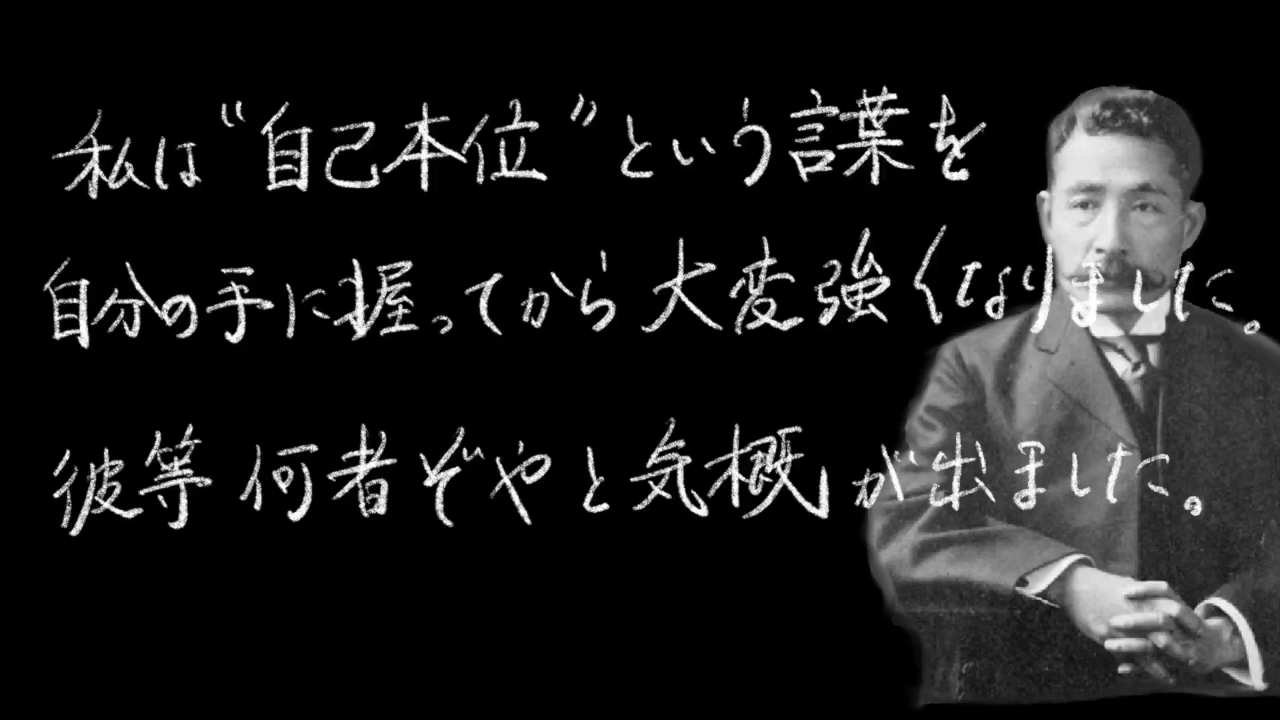 私は“自己本位”という言葉を
自分の手に握ってから大変強くなりました。
彼等何者ぞやと気概が出ました。